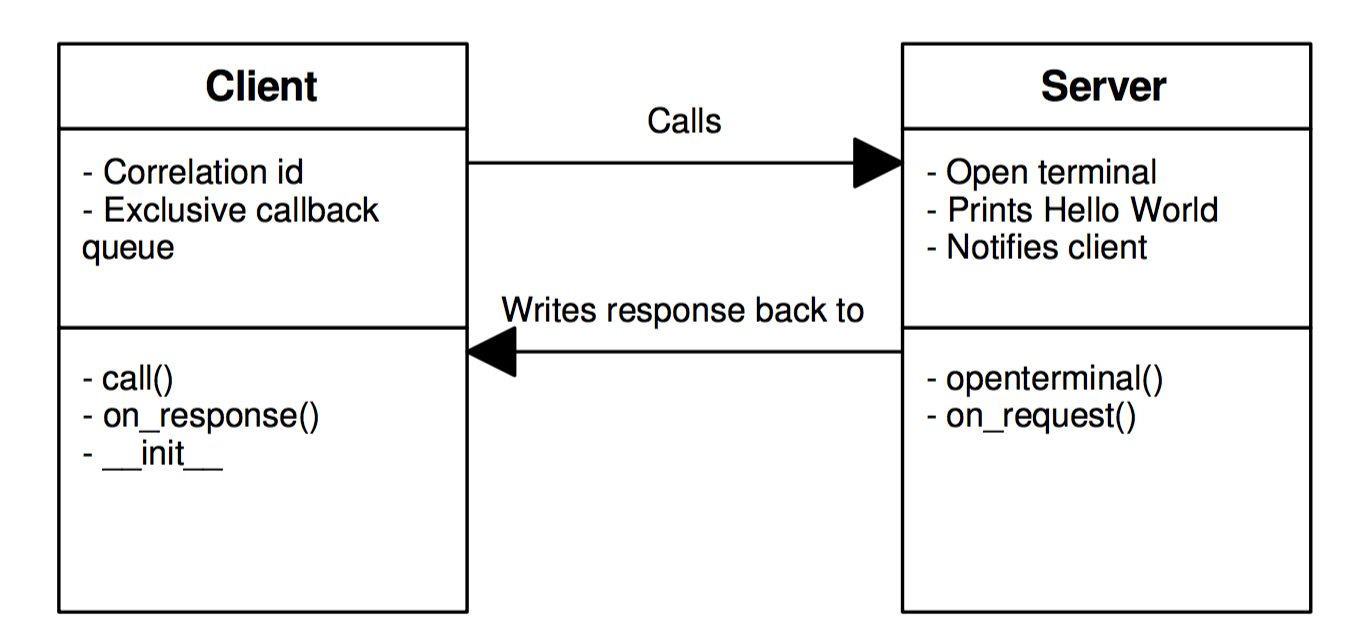 Client
- Correlation id
- Exclusive callback
queue
- call()
- on_response()
- __init__
Calls
Writes response back to
Server
- Open terminal
- Prints Hello World
- Notifies client
- openterminal()
- on_request()